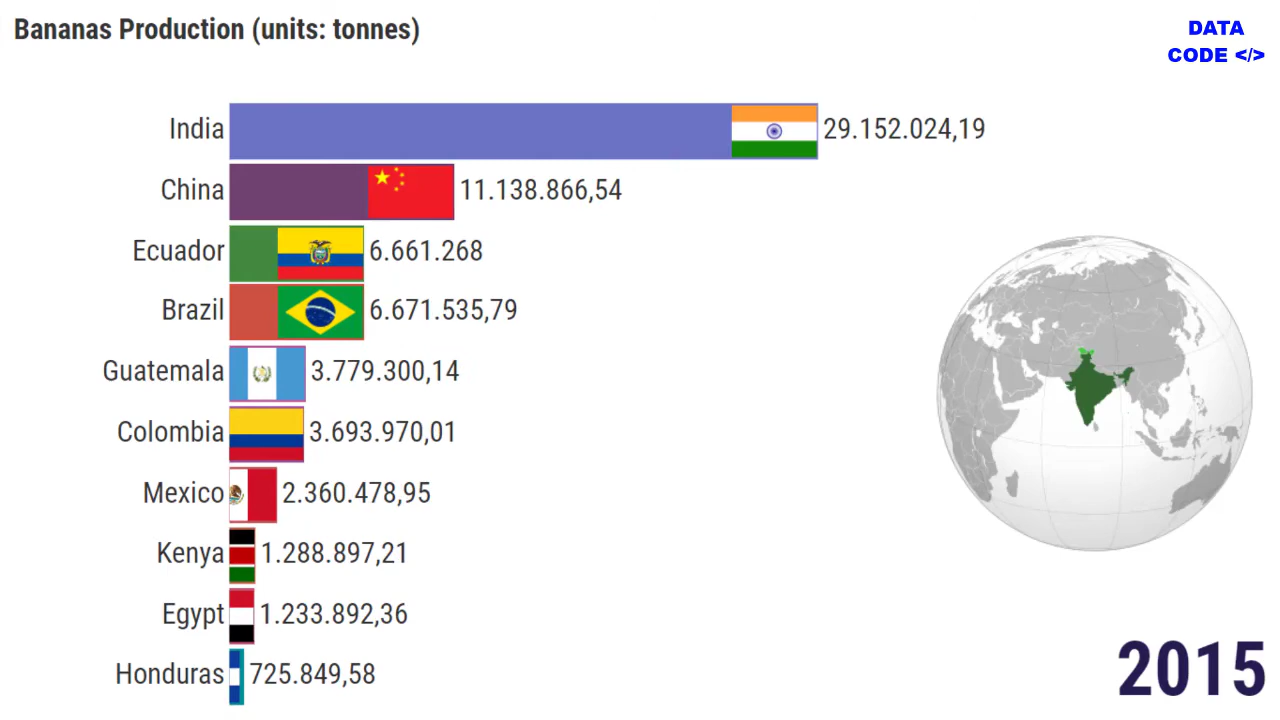 Bananas Production (units: tonnes)
DATA
CODE </>
India 29.152.024,19
China 11.138.866,54
Ecuador 6.661.268
Brazil 6.671.535,79
Guatemala 3.779.300,14
Colombia 3.693.970,01
Mexico 2.360.478,95
Kenya 1.288.897,21
Egypt 1.233.892,36
Honduras 725.849,58
2015